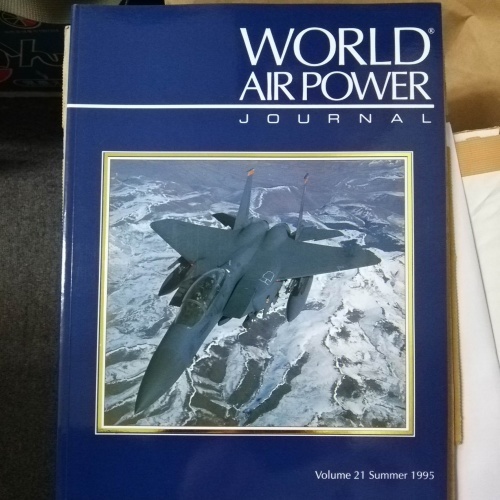 WORLD®
AIR POWER
JOURNAL
Volume 21 Summer 1995